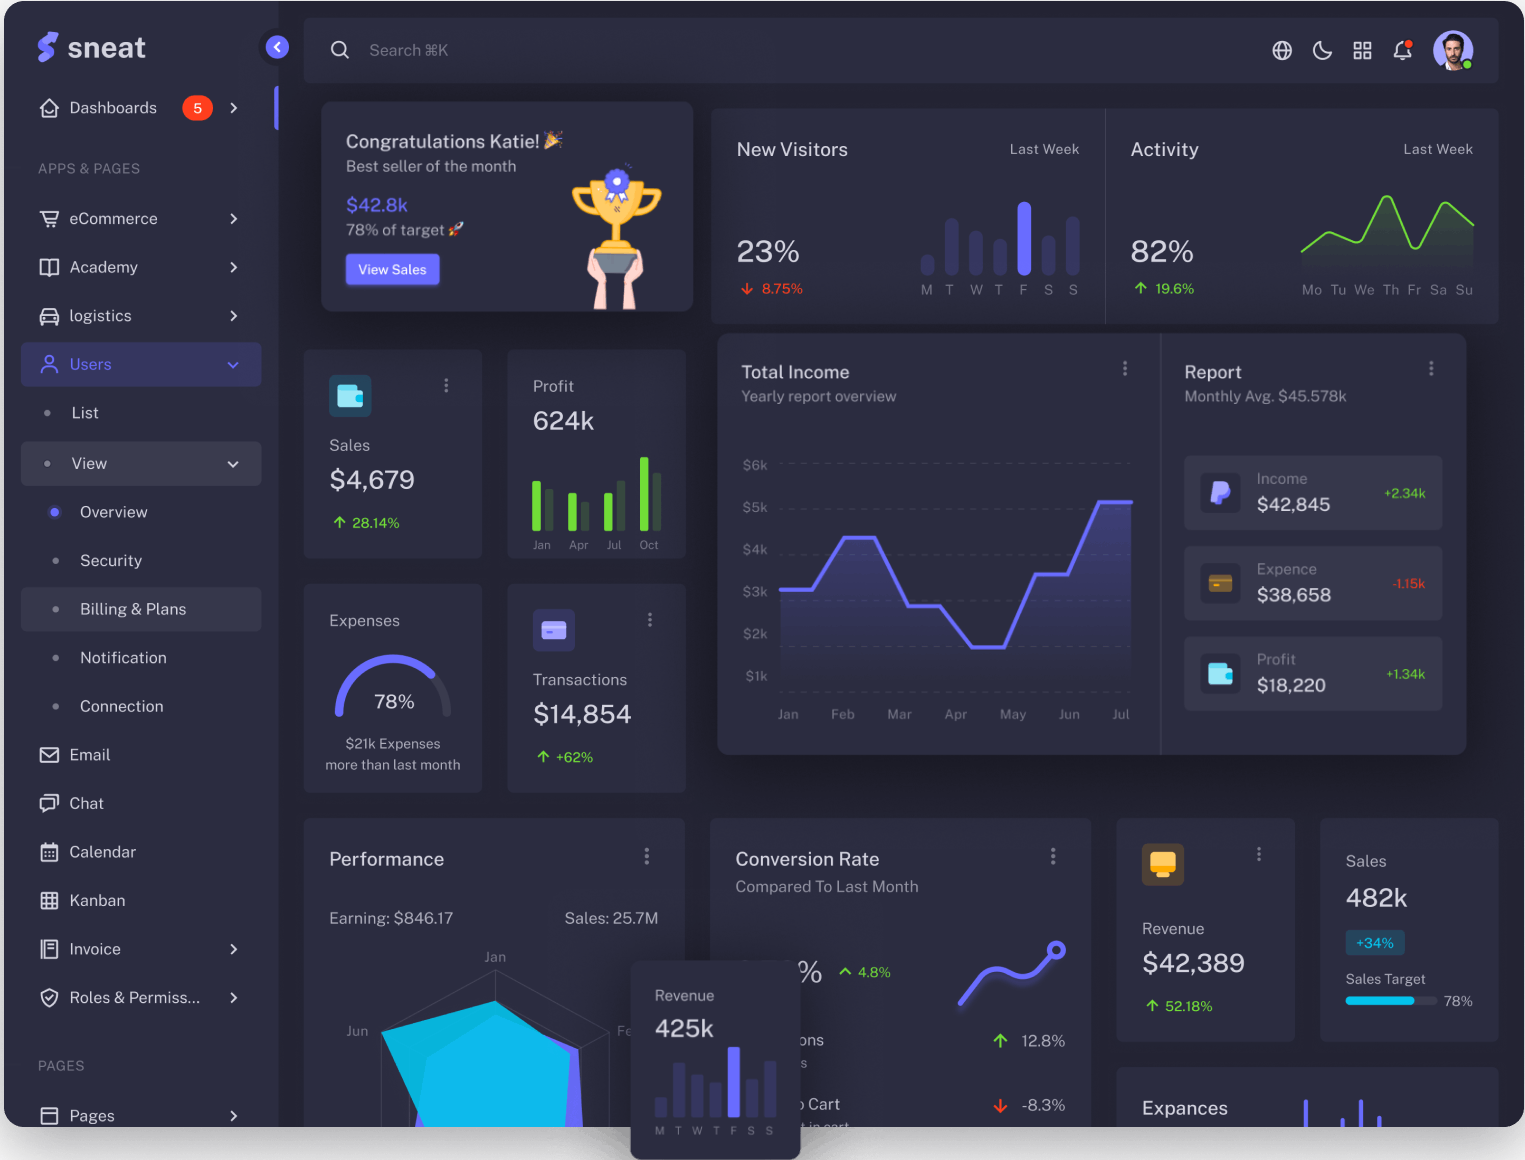 sneat
Search ⌘K
Dashboards
5
APPS & PAGES
eCommerce
Academy
logistics
Users
List
View
Overview
Security
Billing & Plans
Notification
Connection
Email
Chat
Calendar
Kanban
Invoice
Roles & Permiss...
PAGES
Pages
Congratulations Katie! 🎉
Best seller of the month
$42.8k
78% of target 🚀
View Sales
New Visitors
Last Week
23%
8.75%
M T W T F S S
Activity
Last Week
82%
19.6%
Mo Tu We Th Fr Sa Su
Sales
$4,679
28.14%
Profit
624k
Jan Apr Jul Oct
Total Income
Yearly report overview
$6k
$5k
$4k
$3k
$2k
$1k
Jan Feb Mar Apr May Jun Jul
Report
Monthly Avg. $45.578k
Income
$42,845
+2.34k
Expence
$38,658
-1.15k
Profit
$18,220
+1.34k
Expenses
78%
$21k Expenses
more than last month
Transactions
$14,854
+62%
Performance
Earning: $846.17
Sales: 25.7M
Jan
Jun
Fe
Revenue
425k
M T W T F S S
Conversion Rate
Compared To Last Month
%
4.8%
ons
s
12.8%
o Cart
t in cart
-8.3%
Revenue
$42,389
52.18%
Sales
482k
+34%
Sales Target
78%
Expances